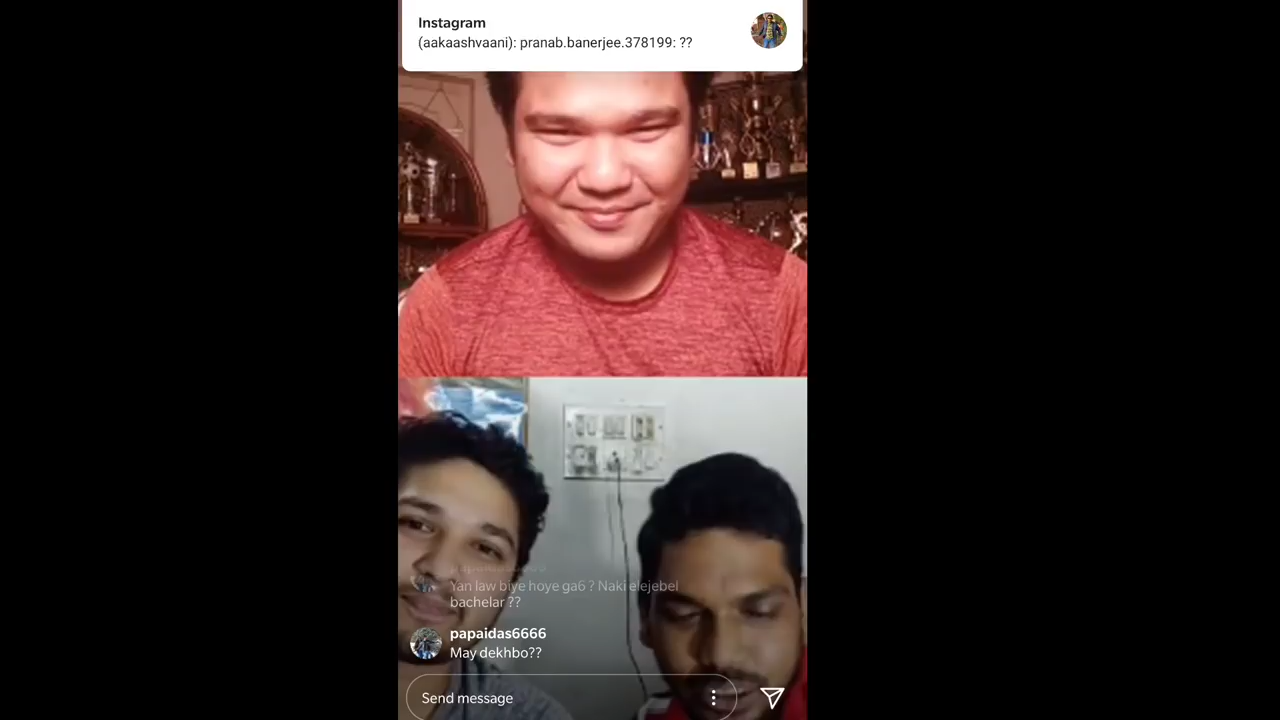 Instagram
(aakaashvaani): pranab.banerjee.378199: ??
Yan law biye hoye ga6 ? Naki elejebel
bachelar ??
papaidas6666
May dekhbo??
Send message